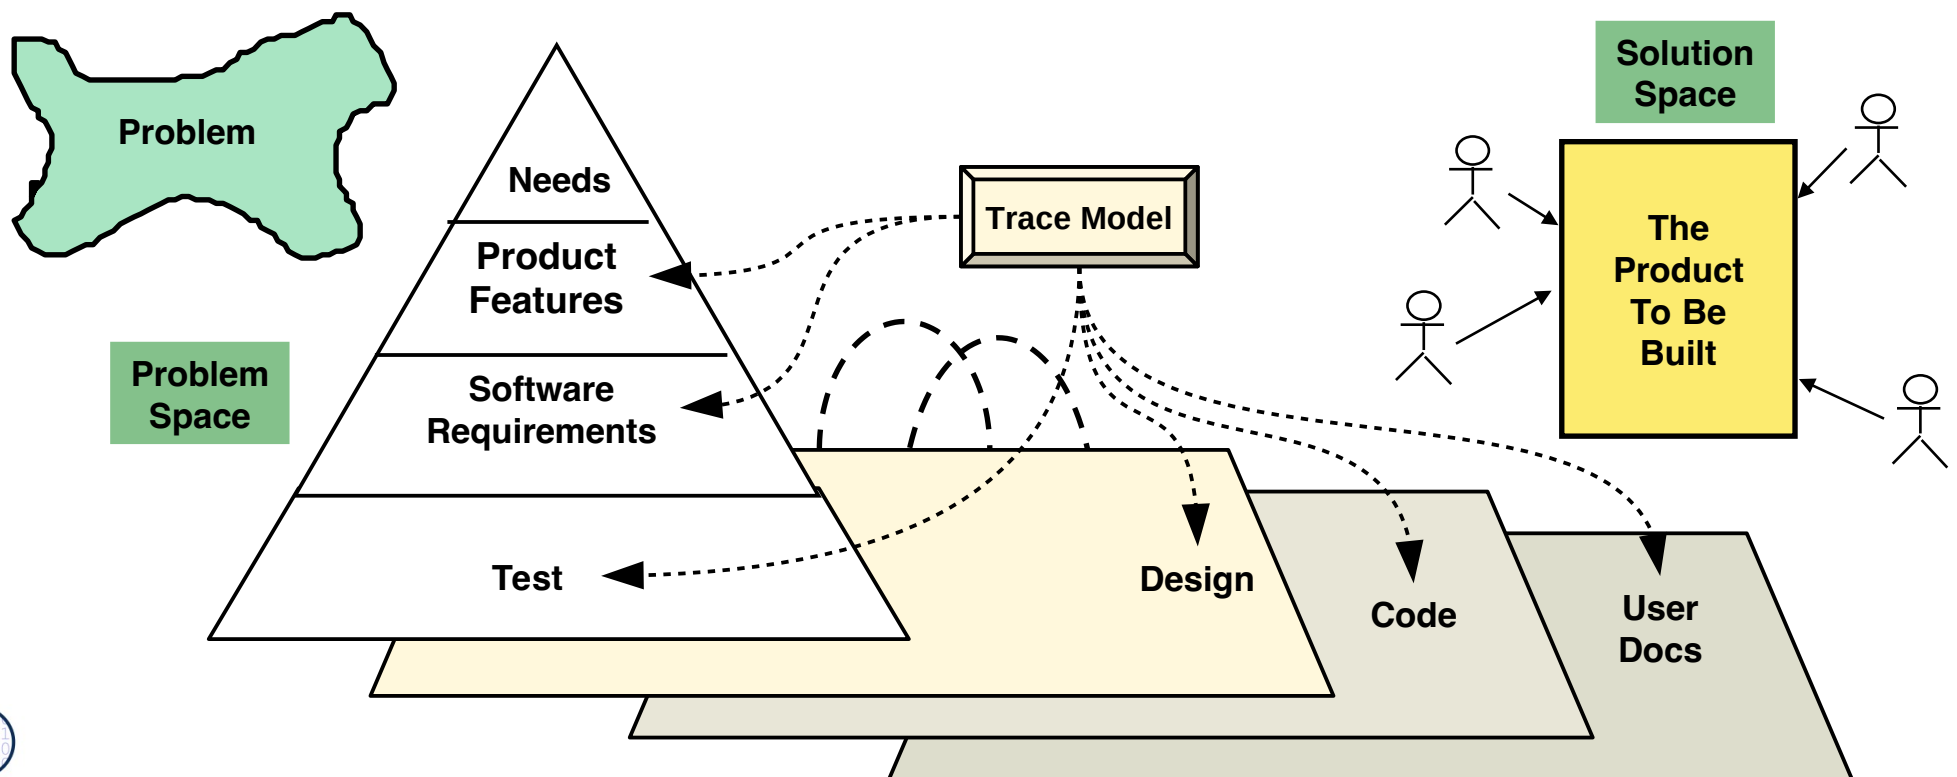 Problem
Needs
Product
Features
Problem
Space
Software
Requirements
Test
Trace Model
Design
Code
User
Docs
Solution
Space
The
Product
To Be
Built